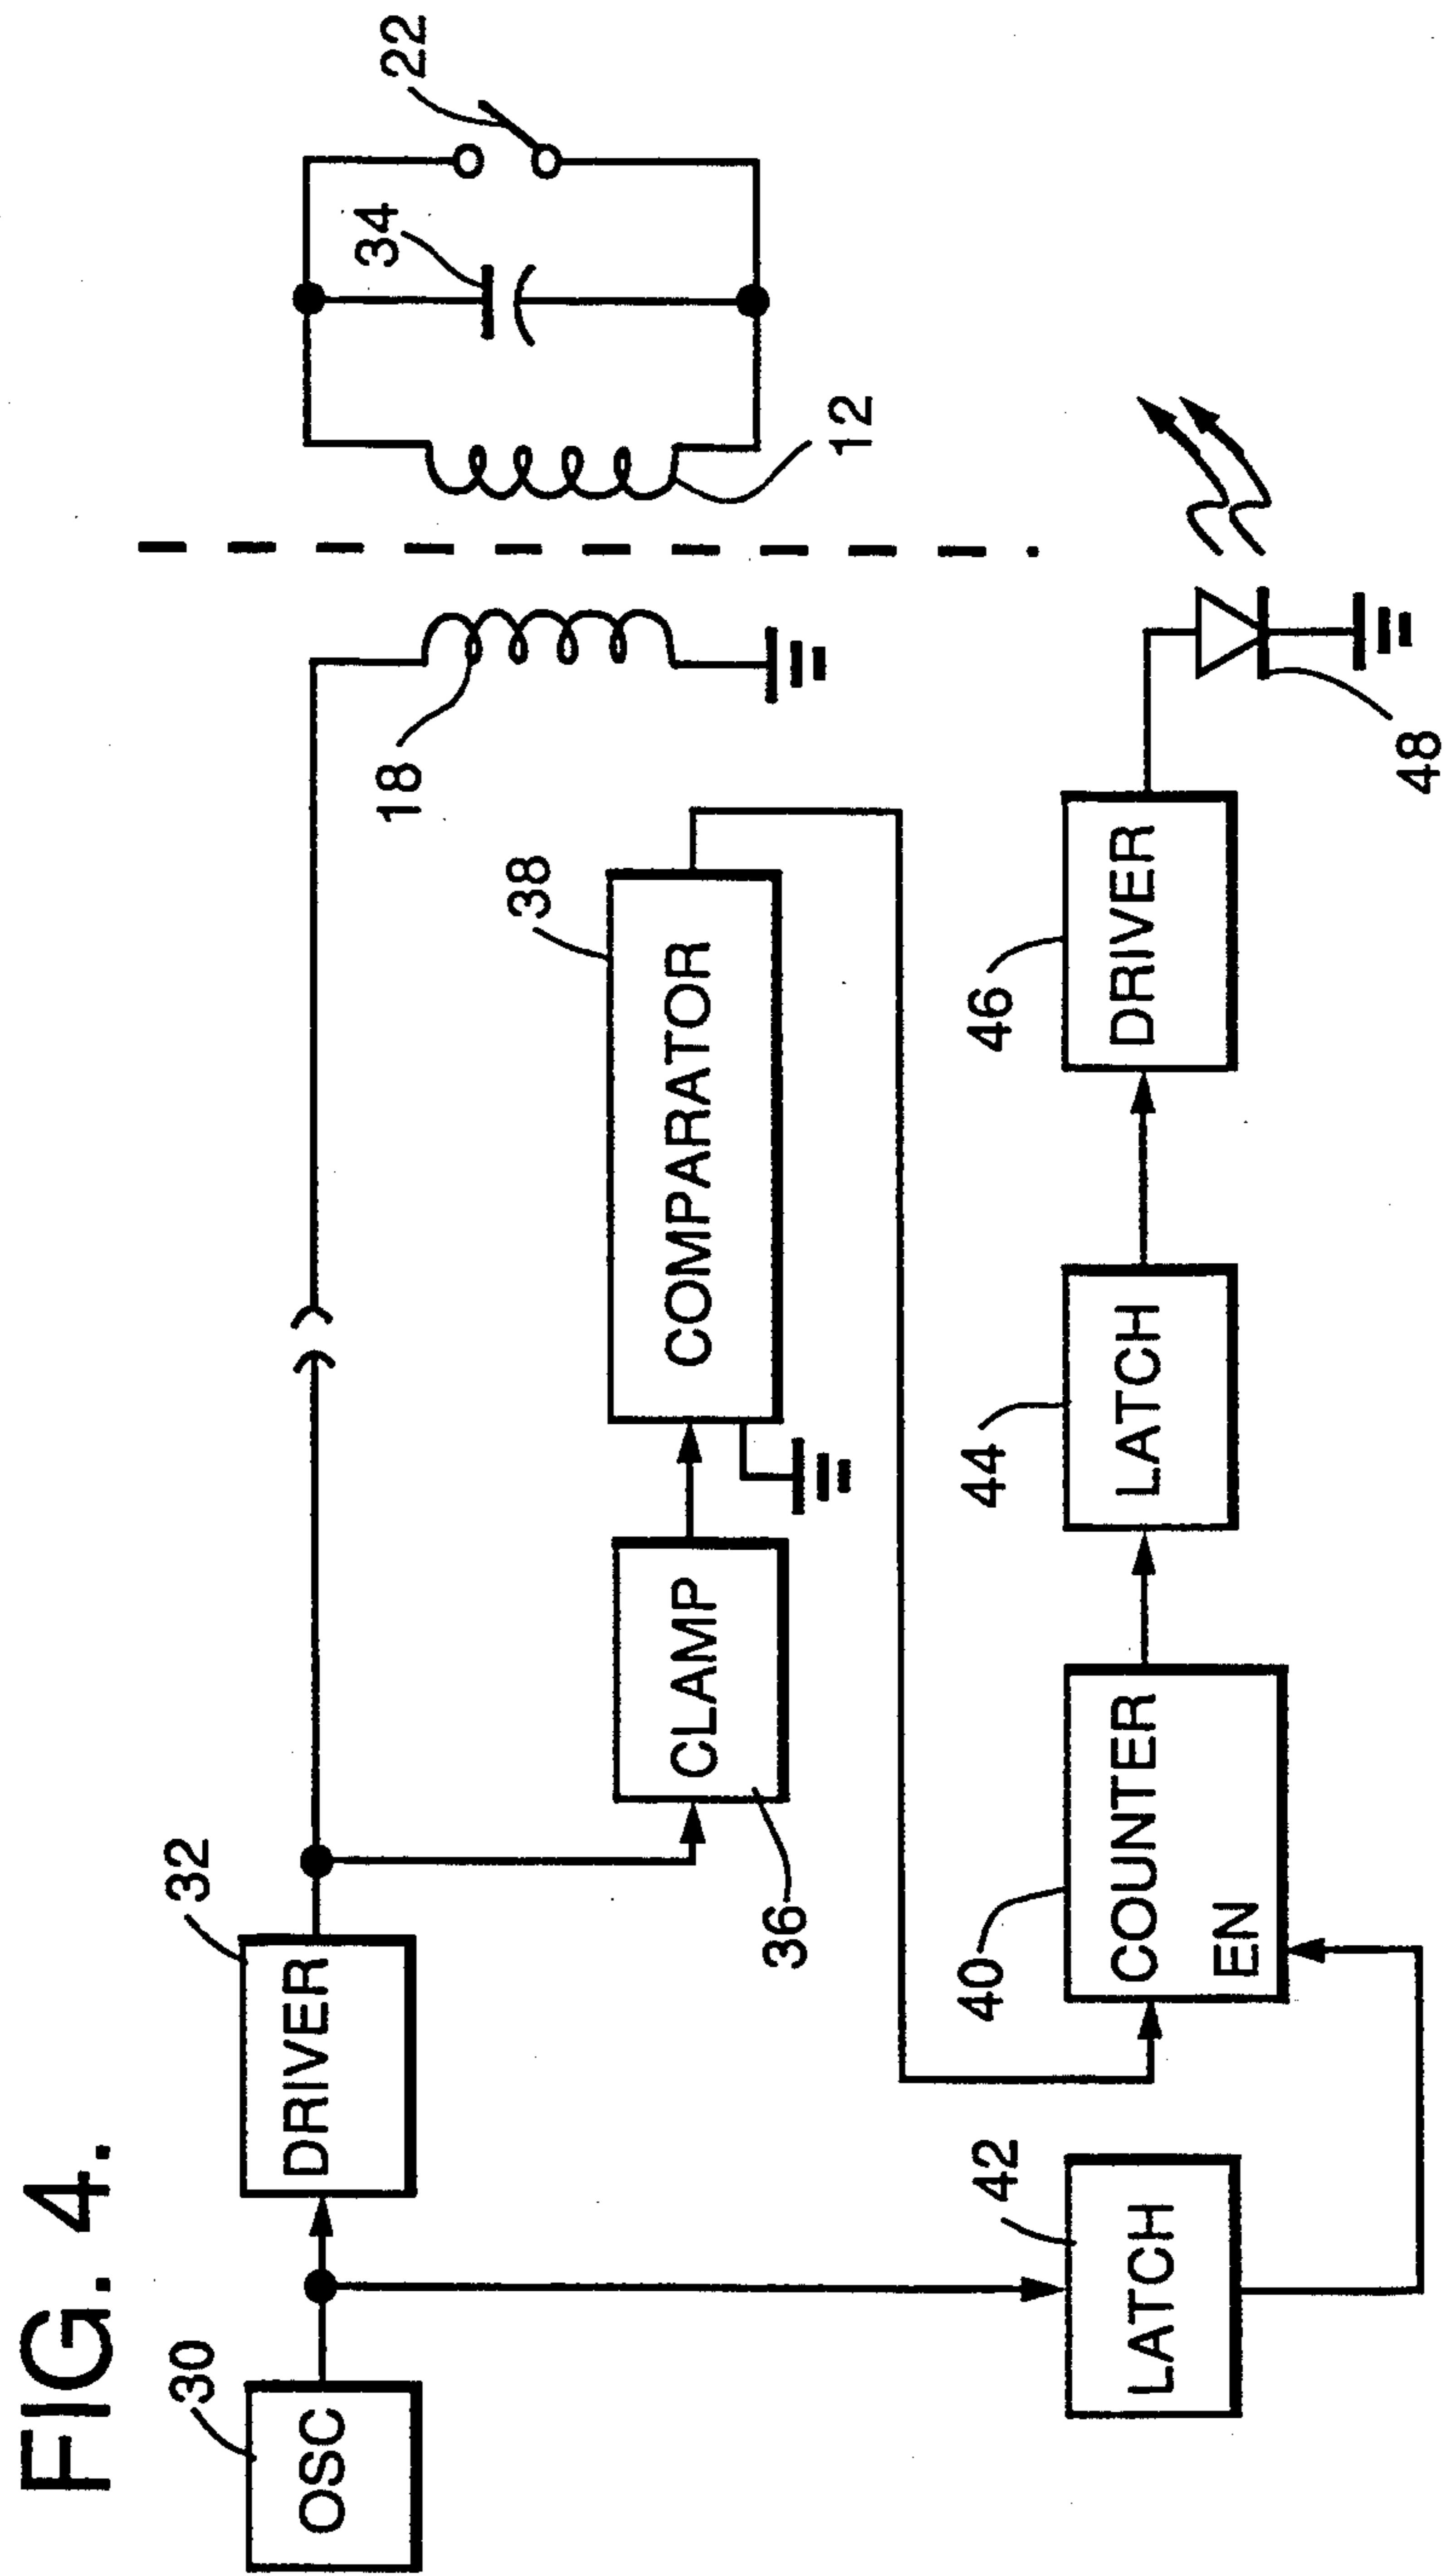 FIG. 4.
30
OSC
32
DRIVER
18
12
34
22
36
CLAMP
38
COMPARATOR
42
LATCH
40
COUNTER
EN
44
LATCH
46
DRIVER
48